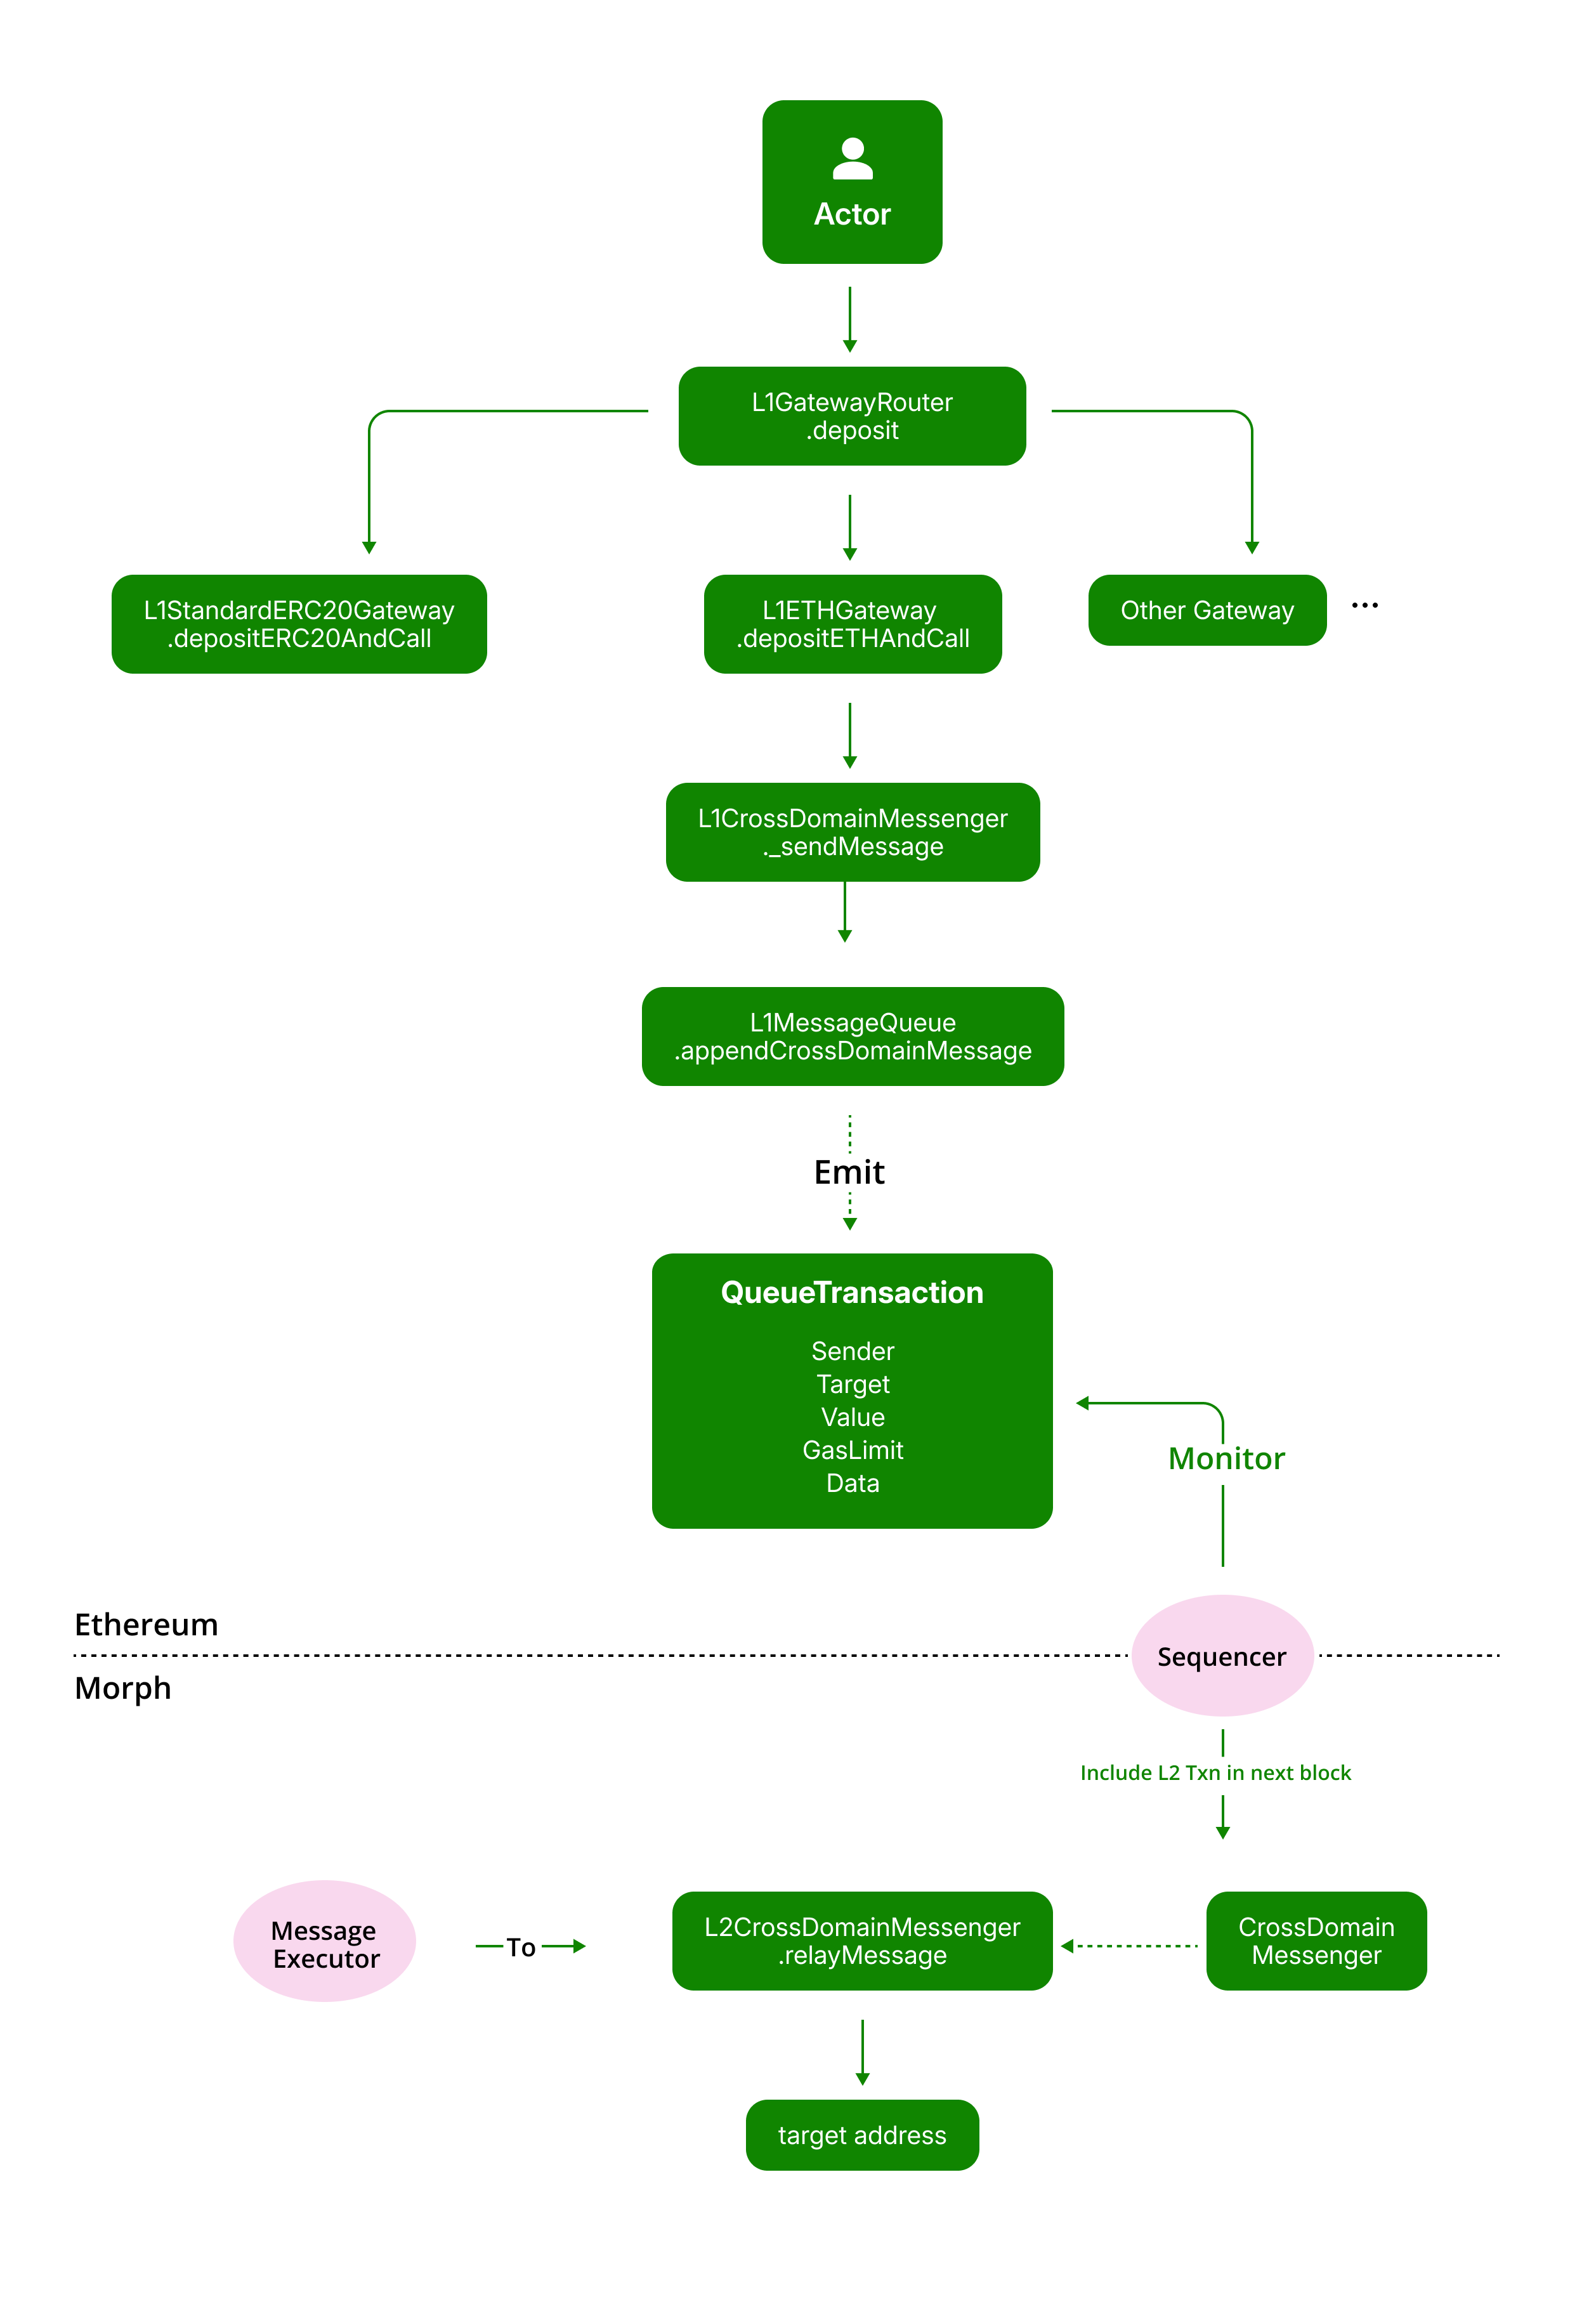 Actor
L1GatewayRouter
.deposit
L1StandardERC20Gateway
.depositERC20AndCall
L1ETHGateway
.depositETHAndCall
Other Gateway
...
L1CrossDomainMessenger
._sendMessage
L1MessageQueue
.appendCrossDomainMessage
Emit
QueueTransaction
Sender
Target
Value
GasLimit
Data
Monitor
Ethereum
Sequencer
Morph
Include L2 Txn in next block
Message
Executor
To
L2CrossDomainMessenger
.relayMessage
CrossDomain
Messenger
target address